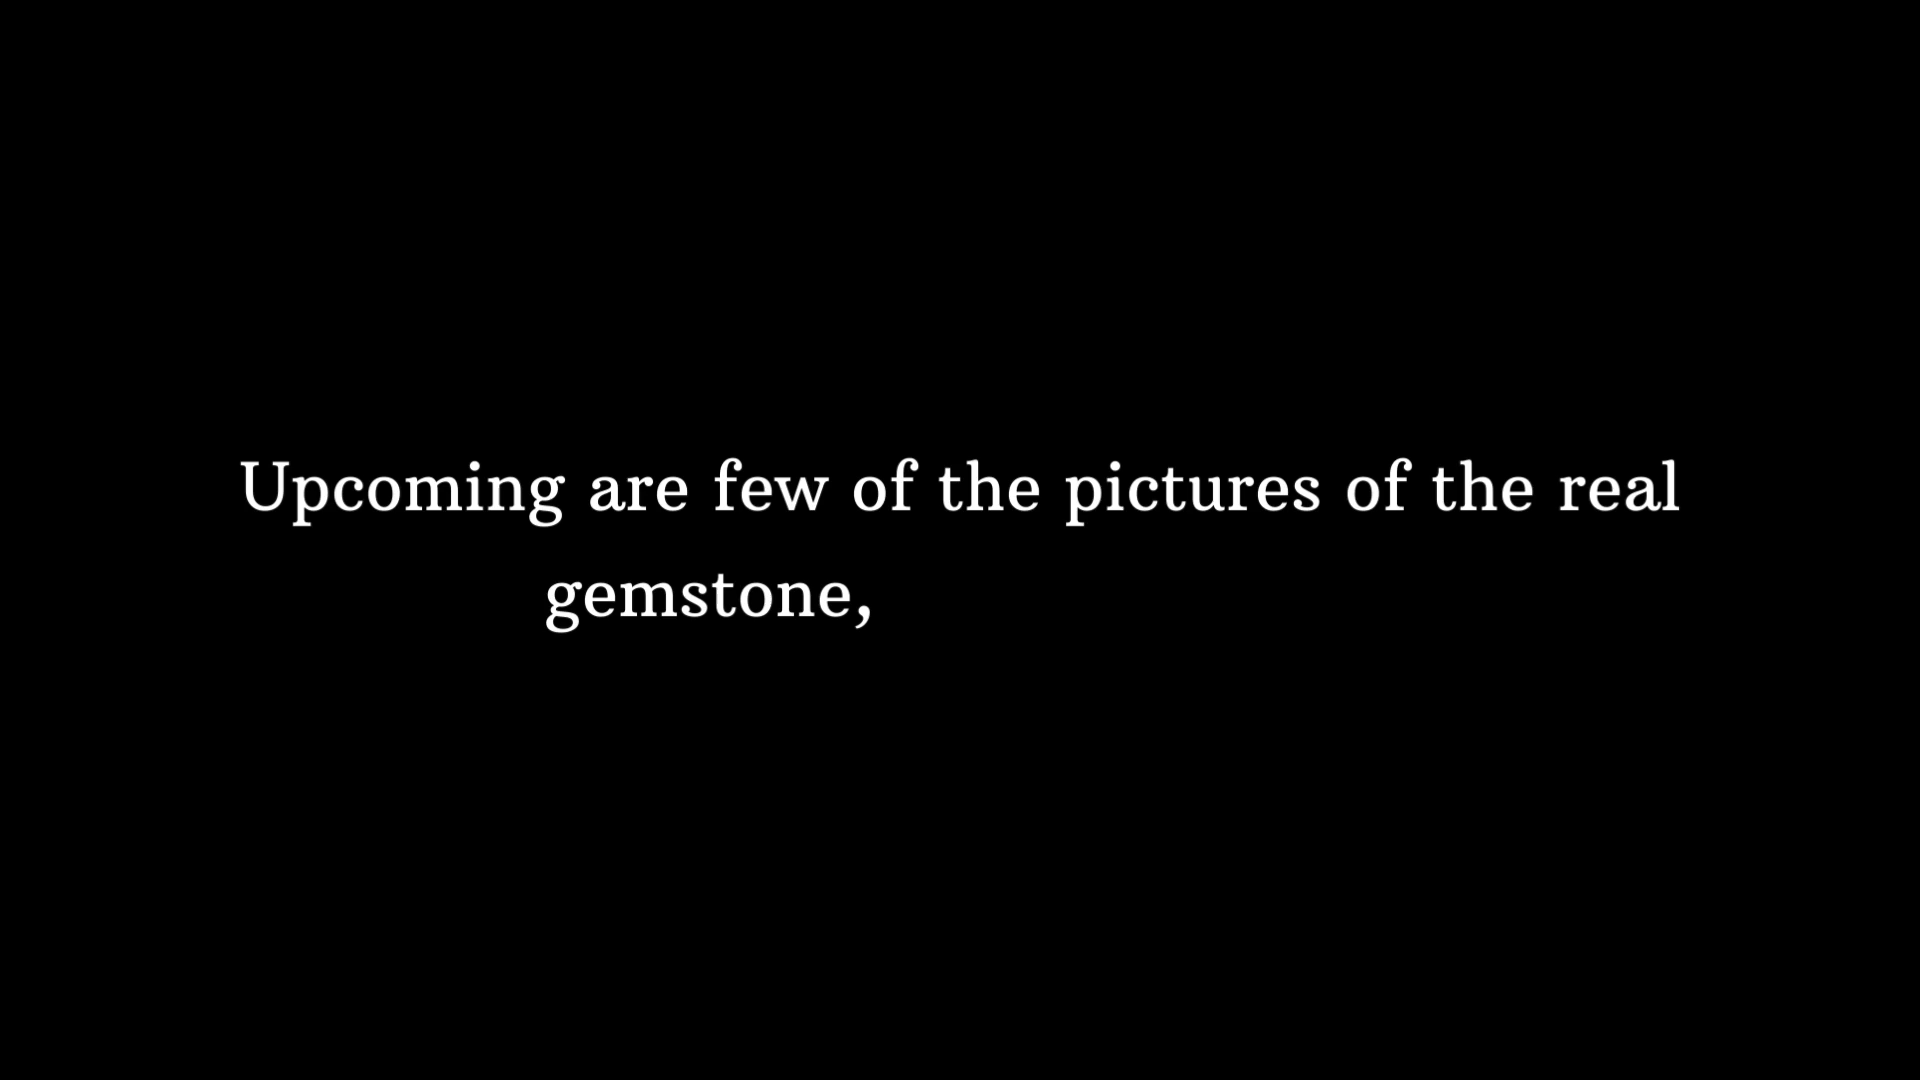 Upcoming are few of the pictures of the real
gemstone,